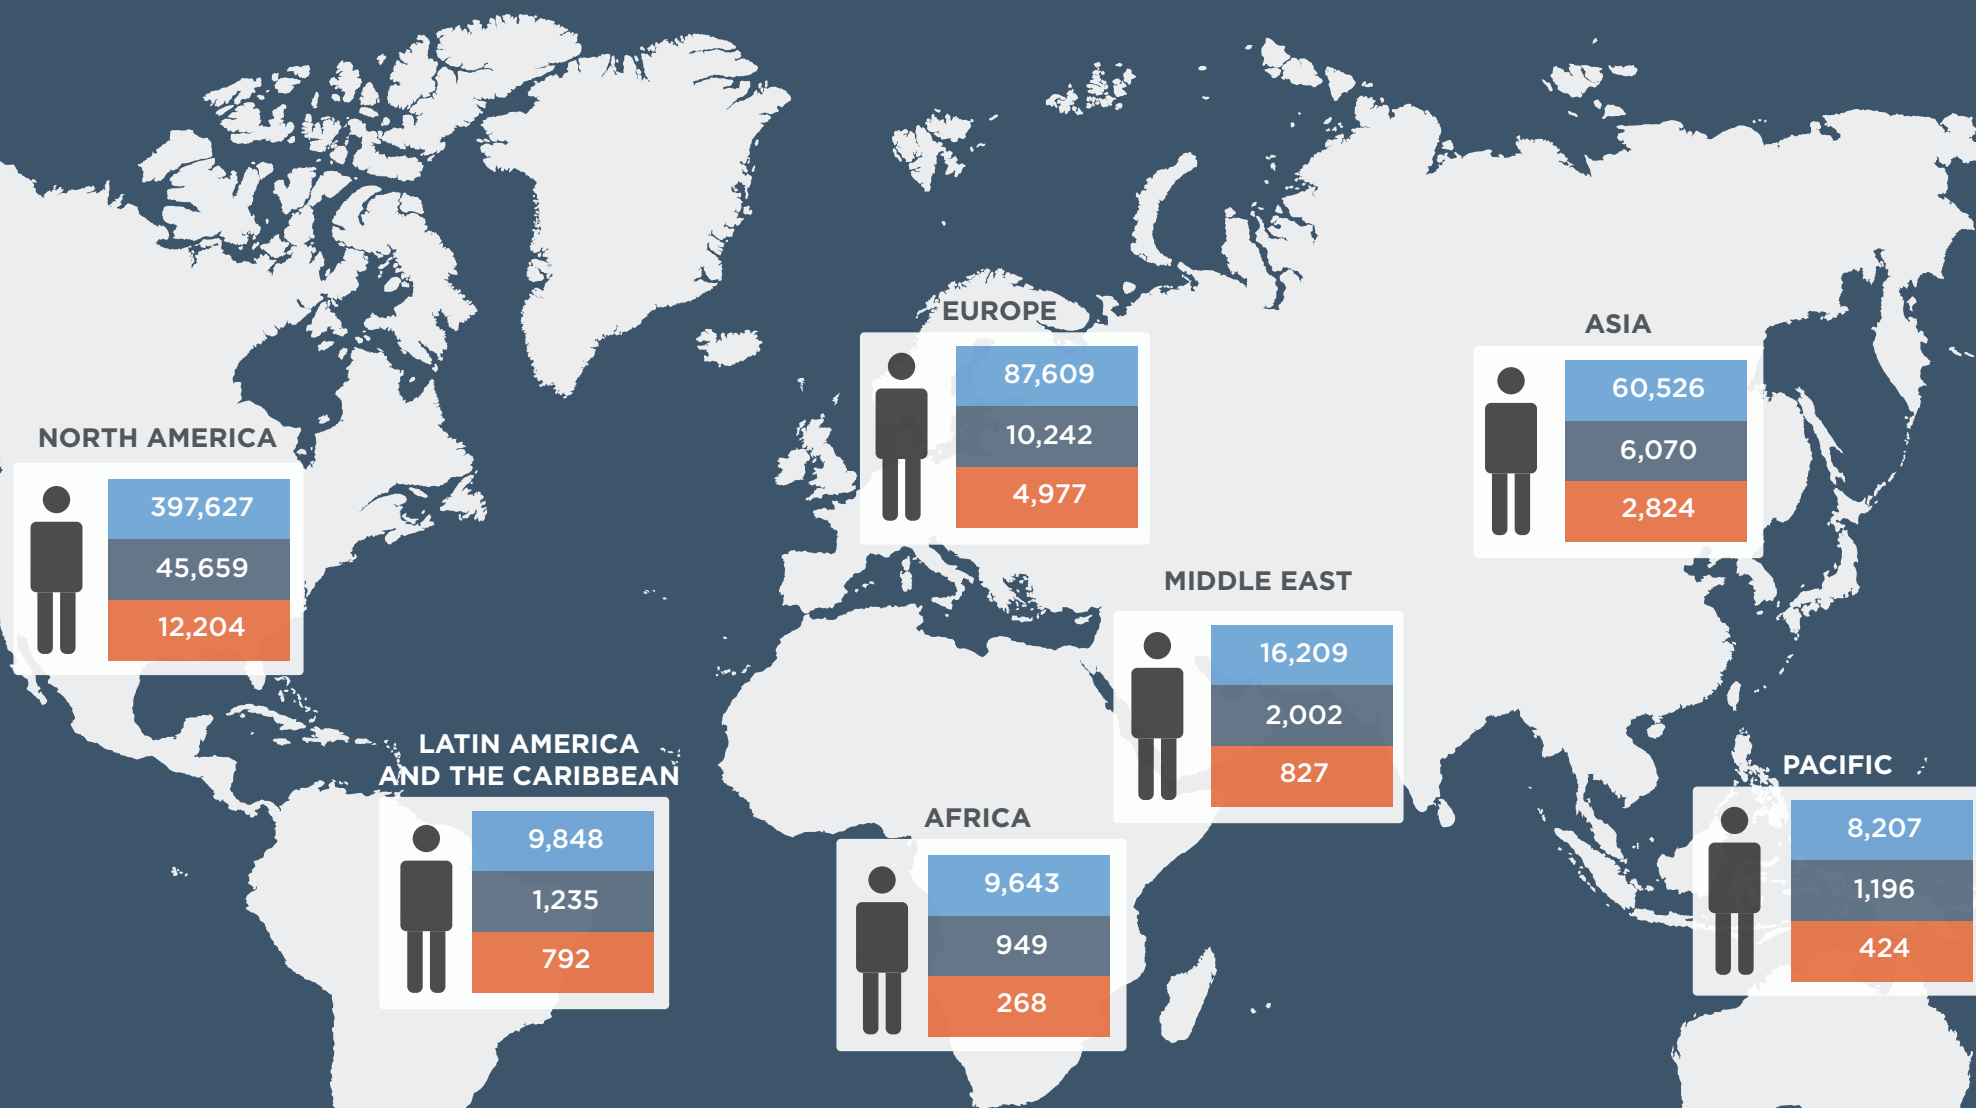 EUROPE
87,609
10,242
4,977
ASIA
60,526
6,070
2,824
NORTH AMERICA
397,627
45,659
12,204
MIDDLE EAST
16,209
2,002
827
LATIN AMERICA
AND THE CARIBBEAN
9,848
1,235
792
AFRICA
9,643
949
268
PACIFIC
8,207
1,196
424